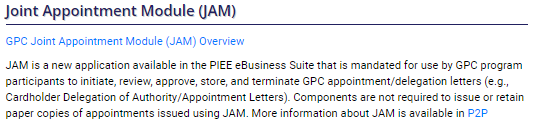 Joint Appointment Module (JAM)
GPC Joint Appointment Module (JAM) Overview
JAM is a new application available in the PIEE eBusiness Suite that is mandated for use by GPC program
participants to initiate, review, approve, store, and terminate GPC appointment/delegation letters (e.g.,
Cardholder Delegation of Authority/Appointment Letters). Components are not required to issue or retain
paper copies of appointments issued using JAM. More information about JAM is available in P2P